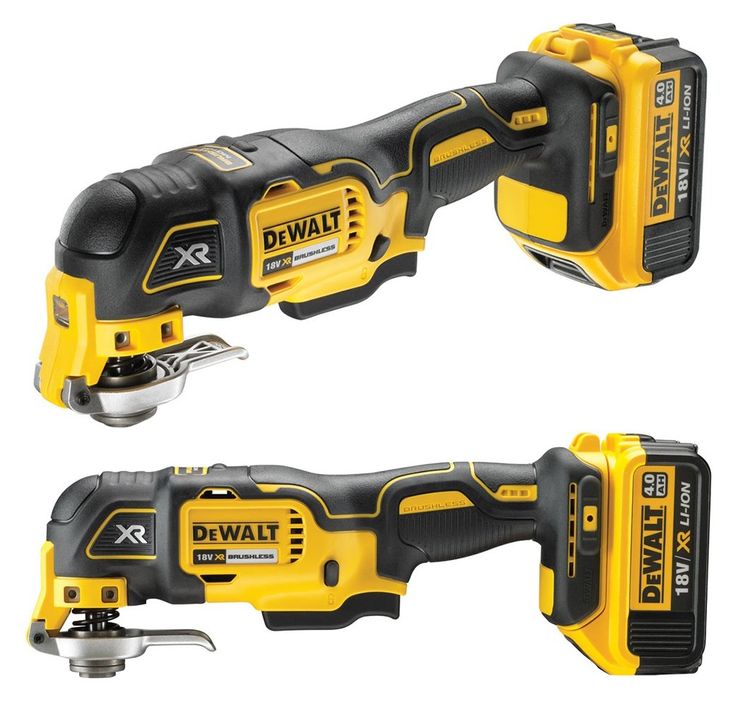 DEWALT
18V XR BRUSHLESS
XR
BRUSHLESS
DEWALT
4.0
AH
18V/XR LI-ION
DEWALT
18V XR BRUSHLESS
XR
BRUSHLESS
DEWALT
4.0
AH
18V/XR LI-ION